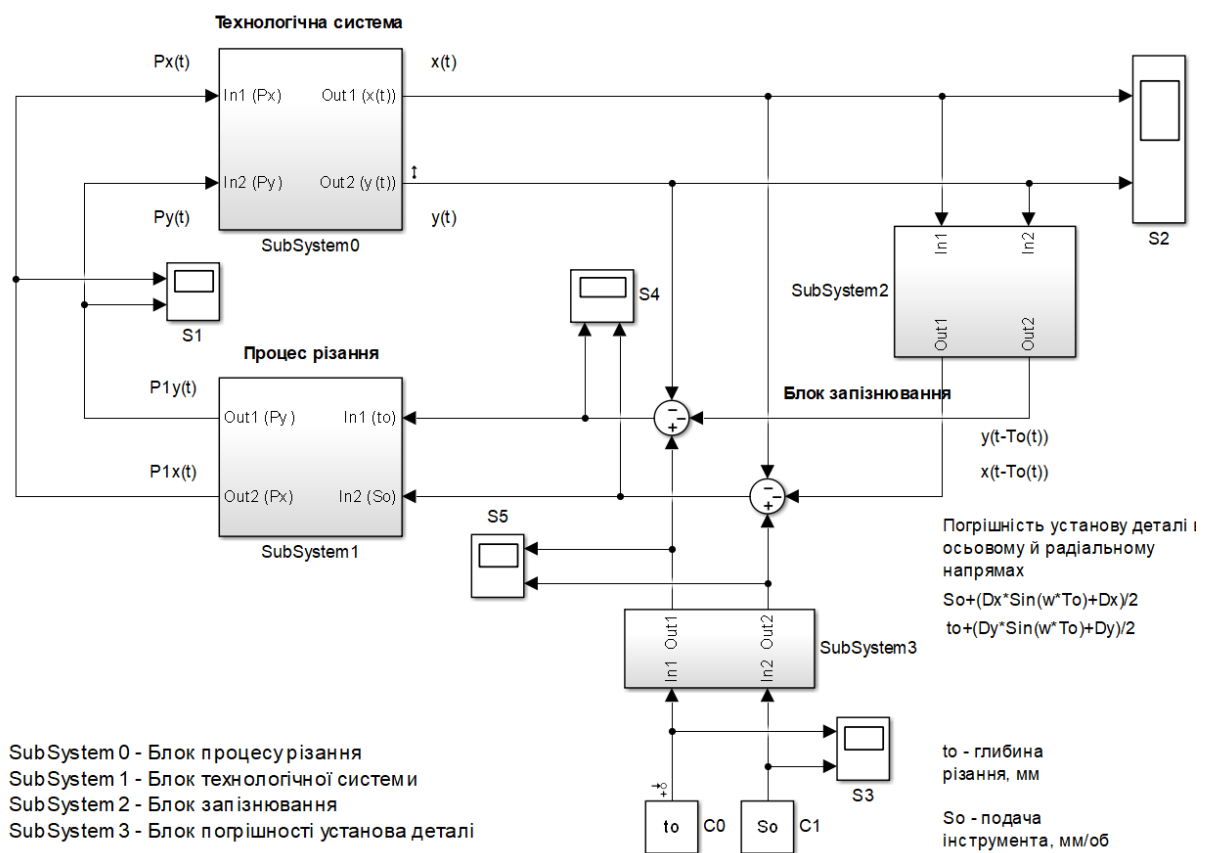 Технологічна система
Px(t)
x(t)
In1 (Px)
Out1 (x(t))
In2 (Py)
Out2 (y(t))
Py(t)
y(t)
SubSystem0
S2
In1
In2
SubSystem2
Out1
Out2
S1
S4
Процес різання
Блок запізнювання
P1y(t)
Out1 (Py)
In1 (to)
y(t-To(t))
P1x(t)
x(t-To(t))
Out2 (Px)
In2 (So)
SubSystem1
S5
Погрішність установу деталі в
осьовому й радіальному
напрямах
So+(Dx*Sin(w*To)+Dx)/2
to+(Dy*Sin(w*To)+Dy)/2
Out1
Out2
SubSystem3
In1
In2
SubSystem 0 - Блок процесу різання
SubSystem 1 - Блок технологічної системи
SubSystem 2 - Блок запізнювання
SubSystem 3 - Блок погрішності установа деталі
S3
to
C0
So
C1
to - глибина
різання, мм
So - подача
інструмента, мм/об